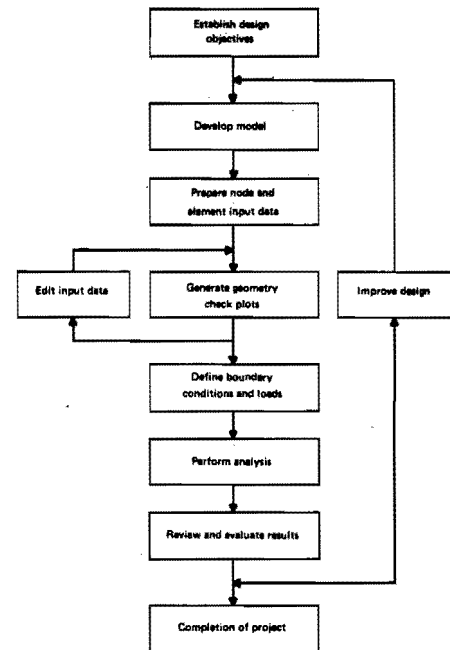 Establish design
objectives
Develop model
Prepare node and
element input data
Edit input data
Generate geometry
check plots
Improve design
Define boundary
conditions and loads
Perform analysis
Review and evaluate results
Completion of project